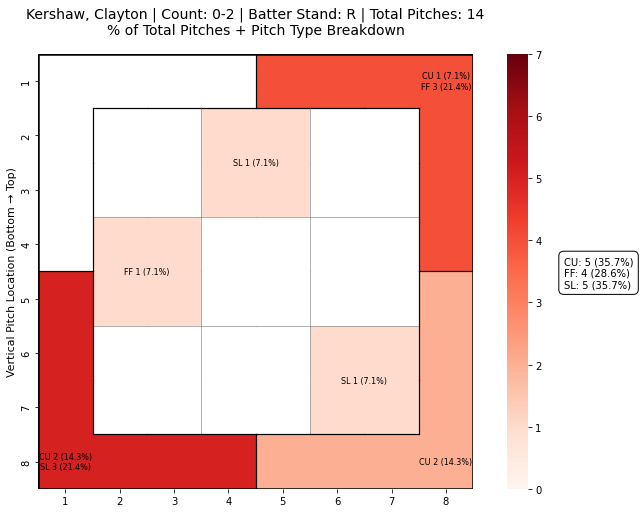 Kershaw, Clayton | Count: 0-2 | Batter Stand: R | Total Pitches: 14
% of Total Pitches + Pitch Type Breakdown
Vertical Pitch Location (Bottom → Top)
1
2
3
4
5
6
7
8
CU 1 (7.1%)
FF 3 (21.4%)
SL 1 (7.1%)
FF 1 (7.1%)
SL 1 (7.1%)
CU 2 (14.3%)
SL 3 (21.4%)
CU 2 (14.3%)
1
2
3
4
5
6
7
8
7
6
5
4
3
2
1
0
CU: 5 (35.7%)
FF: 4 (28.6%)
SL: 5 (35.7%)